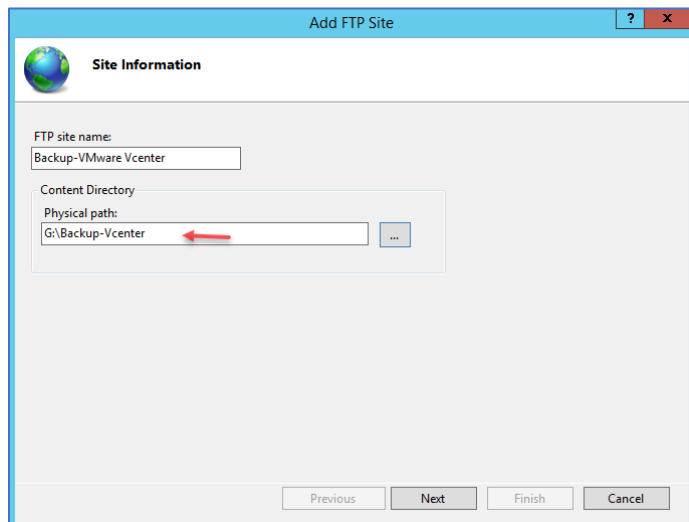 Add FTP Site
? x
Site Information
FTP site name:
Backup-VMware Vcenter
Content Directory
Physical path:
G:\Backup-Vcenter
...
Previous Next Finish Cancel